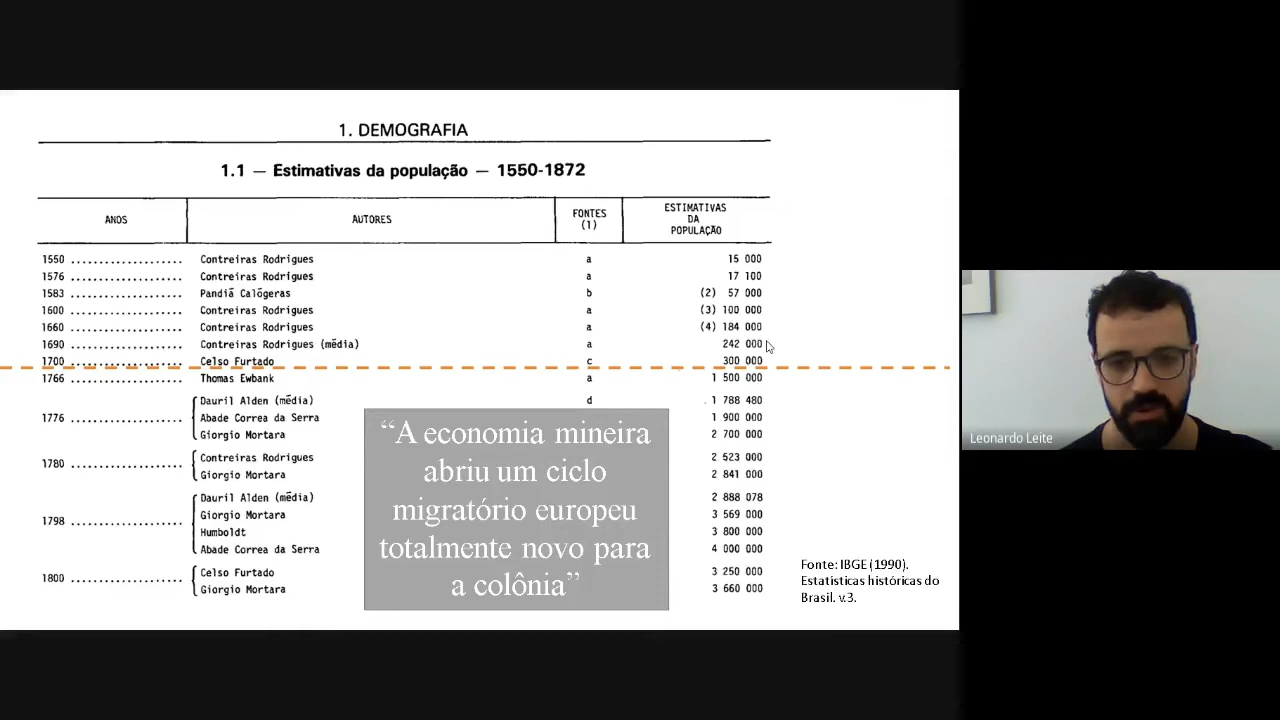 1. DEMOGRAFIA
1.1 — Estimativas da população — 1550-1872
ANOS AUTORES FONTES (1) ESTIMATIVAS DA POPULAÇÃO
1550 .................... Contreiras Rodrigues a 15 000
1576 .................... Contreiras Rodrigues a 17 100
1583 .................... Pandiã Calõgeras b (2) 57 000
1600 .................... Contreiras Rodrigues a (3) 100 000
1660 .................... Contreiras Rodrigues a (4) 184 000
1690 .................... Contreiras Rodrigues (mēdia) a 242 000
1700 .................... Celso Furtado c 300 000
1766 .................... Thomas Ewbank a 1 500 000
Dauril Alden (mēdia) d 1 788 480
1776 .................... Abade Correa da Serra 1 900 000
Giorgio Mortara 2 700 000
1780 .................... Contreiras Rodrigues 2 523 000
Giorgio Mortara 2 841 000
Dauril Alden (mēdia) 2 888 078
Giorgio Mortara 3 569 000
1798 .................... Humboldt 3 800 000
Abade Correa da Serra 4 000 000
1800 .................... Celso Furtado 3 250 000
Giorgio Mortara 3 660 000
“A economia mineira
abriu um ciclo
migratório europeu
totalmente novo para
a colônia”
Fonte: IBGE (1990).
Estatísticas históricas do
Brasil. v.3.
Leonardo Leite